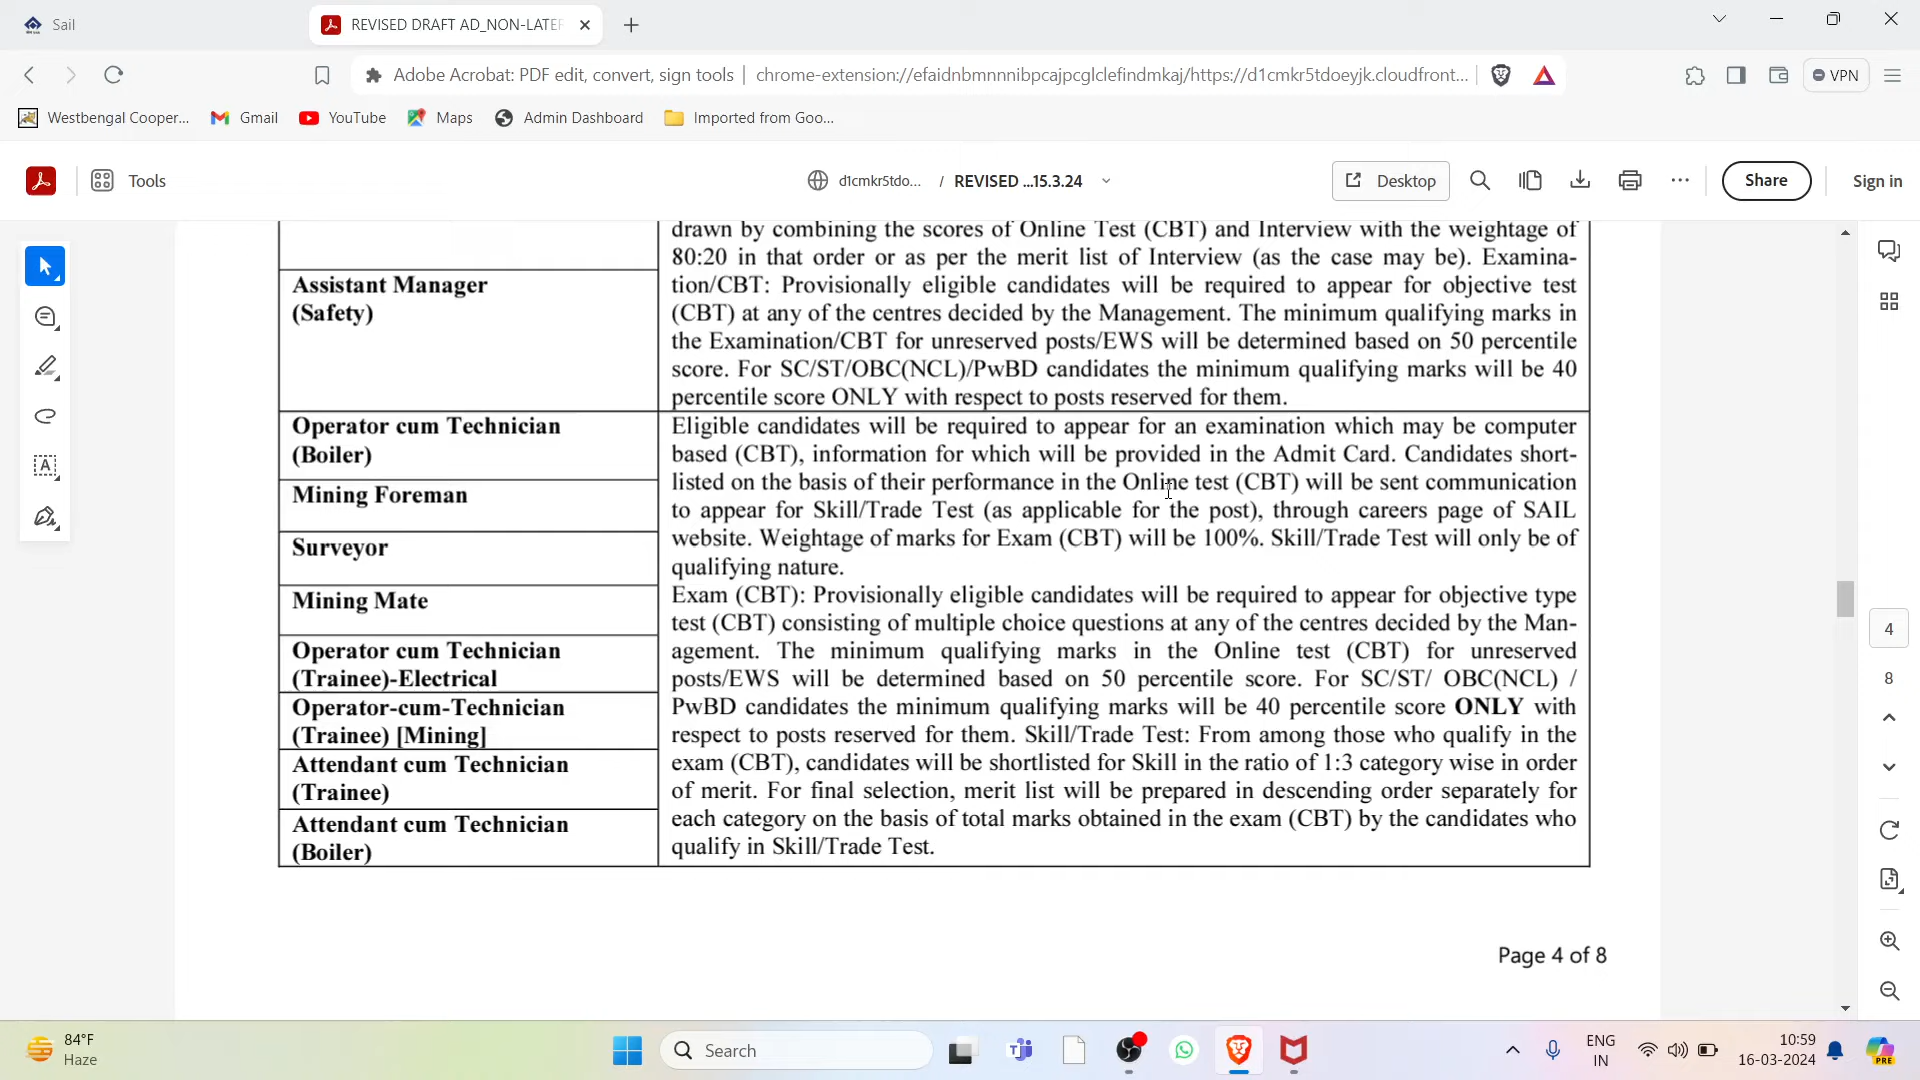 Sail
REVISED DRAFT AD_NON-LATE
Adobe Acrobat: PDF edit, convert, sign tools
chrome-extension://efaidnbmnnnibpcajpcglclefindmkaj/https://d1cmkr5tdoeyjk.cloudfront...
VPN
Westbengal Cooper...
Gmail
YouTube
Maps
Admin Dashboard
Imported from Goo...
Tools
d1cmkr5tdo... / REVISED ...15.3.24
Desktop
Share
Sign in
drawn by combining the scores of Online Test (CBT) and Interview with the weightage of
80:20 in that order or as per the merit list of Interview (as the case may be). Examina-
Assistant Manager
(Safety)
tion/CBT: Provisionally eligible candidates will be required to appear for objective test
(CBT) at any of the centres decided by the Management. The minimum qualifying marks in
the Examination/CBT for unreserved posts/EWS will be determined based on 50 percentile
score. For SC/ST/OBC(NCL)/PwBD candidates the minimum qualifying marks will be 40
percentile score ONLY with respect to posts reserved for them.
Operator cum Technician
(Boiler)
Mining Foreman
Surveyor
Mining Mate
Operator cum Technician
(Trainee)-Electrical
Operator-cum-Technician
(Trainee) [Mining]
Attendant cum Technician
(Trainee)
Attendant cum Technician
(Boiler)
Eligible candidates will be required to appear for an examination which may be computer
based (CBT), information for which will be provided in the Admit Card. Candidates short-
listed on the basis of their performance in the Online test (CBT) will be sent communication
to appear for Skill/Trade Test (as applicable for the post), through careers page of SAIL
website. Weightage of marks for Exam (CBT) will be 100%. Skill/Trade Test will only be of
qualifying nature.
Exam (CBT): Provisionally eligible candidates will be required to appear for objective type
test (CBT) consisting of multiple choice questions at any of the centres decided by the Man-
agement. The minimum qualifying marks in the Online test (CBT) for unreserved
posts/EWS will be determined based on 50 percentile score. For SC/ST/ OBC(NCL) /
PwBD candidates the minimum qualifying marks will be 40 percentile score ONLY with
respect to posts reserved for them. Skill/Trade Test: From among those who qualify in the
exam (CBT), candidates will be shortlisted for Skill in the ratio of 1:3 category wise in order
of merit. For final selection, merit list will be prepared in descending order separately for
each category on the basis of total marks obtained in the exam (CBT) by the candidates who
qualify in Skill/Trade Test.
Page 4 of 8
4
8
84°F
Haze
Search
ENG
IN
10:59
16-03-2024
PRE